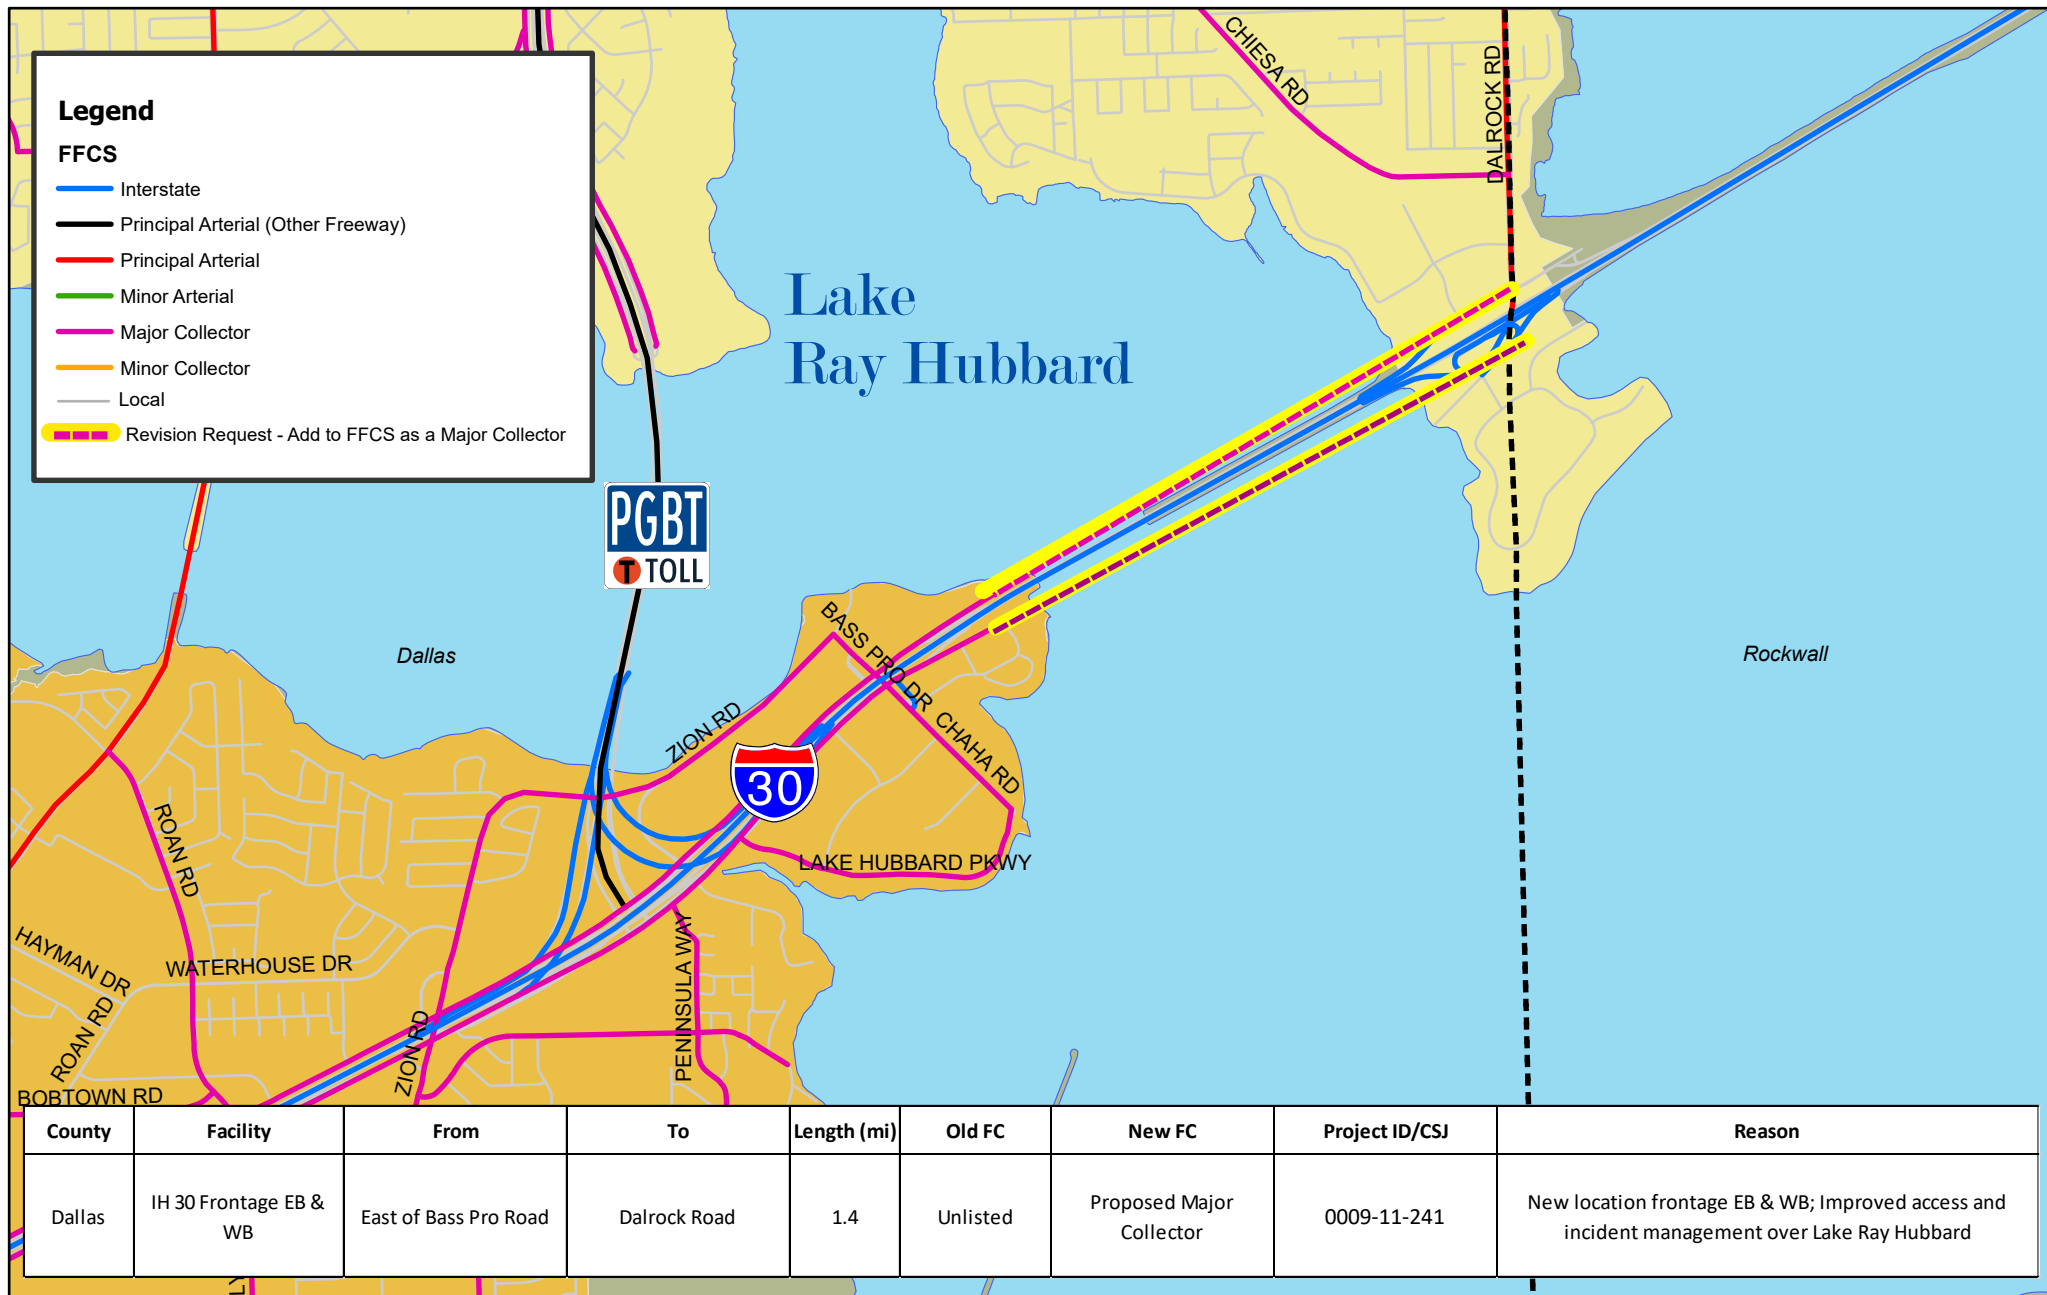 Legend
FFCS
Interstate
Principal Arterial (Other Freeway)
Principal Arterial
Minor Arterial
Major Collector
Minor Collector
Local
Revision Request - Add to FFCS as a Major Collector
CHIESA RD
DALROCK RD
Lake
Ray Hubbard
PGBT
T TOLL
Dallas
Rockwall
BASS PRO DR
CHAHA RD
ZION RD
30
LAKE HUBBARD PKWY
ROAN RD
HAYMAN DR
WATERHOUSE DR
ROAN RD
ZION RD
PENINSULA WAY
BOBTOWN RD
County Facility From To Length (mi) Old FC New FC Project ID/CSJ Reason
Dallas IH 30 Frontage EB & WB East of Bass Pro Road Dalrock Road 1.4 Unlisted Proposed Major Collector 0009-11-241 New location frontage EB & WB; Improved access and incident management over Lake Ray Hubbard